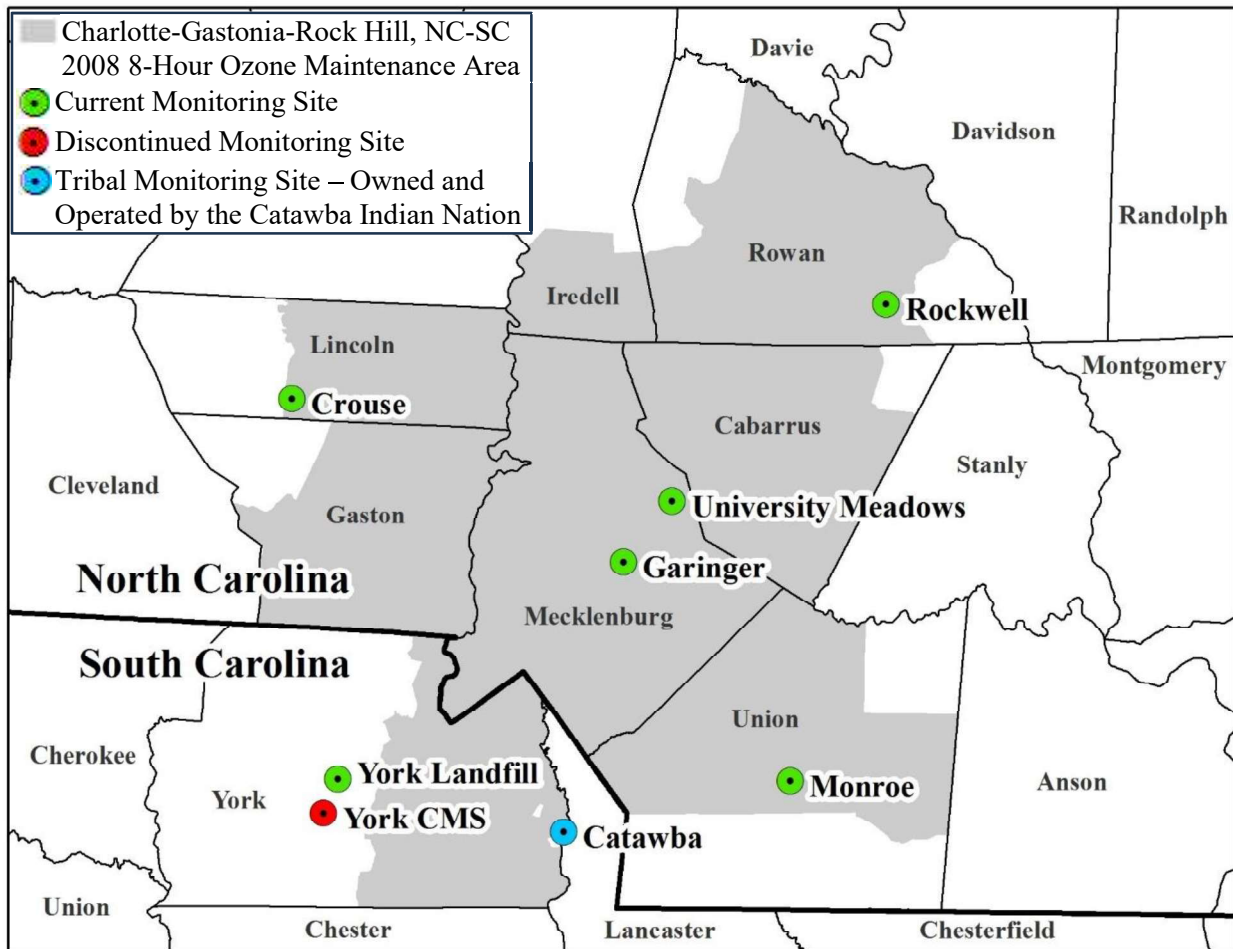 Charlotte-Gastonia-Rock Hill, NC-SC
2008 8-Hour Ozone Maintenance Area
Current Monitoring Site
Discontinued Monitoring Site
Tribal Monitoring Site – Owned and
Operated by the Catawba Indian Nation
Davie
Davidson
Randolph
Rowan
Iredell
Rockwell
Lincoln
Montgomery
Crouse
Cabarrus
Stanly
Cleveland
Gaston
University Meadows
Garinger
North Carolina
Mecklenburg
South Carolina
Union
Cherokee
York Landfill
Anson
York
Monroe
York CMS
Catawba
Union
Chester
Lancaster
Chesterfield